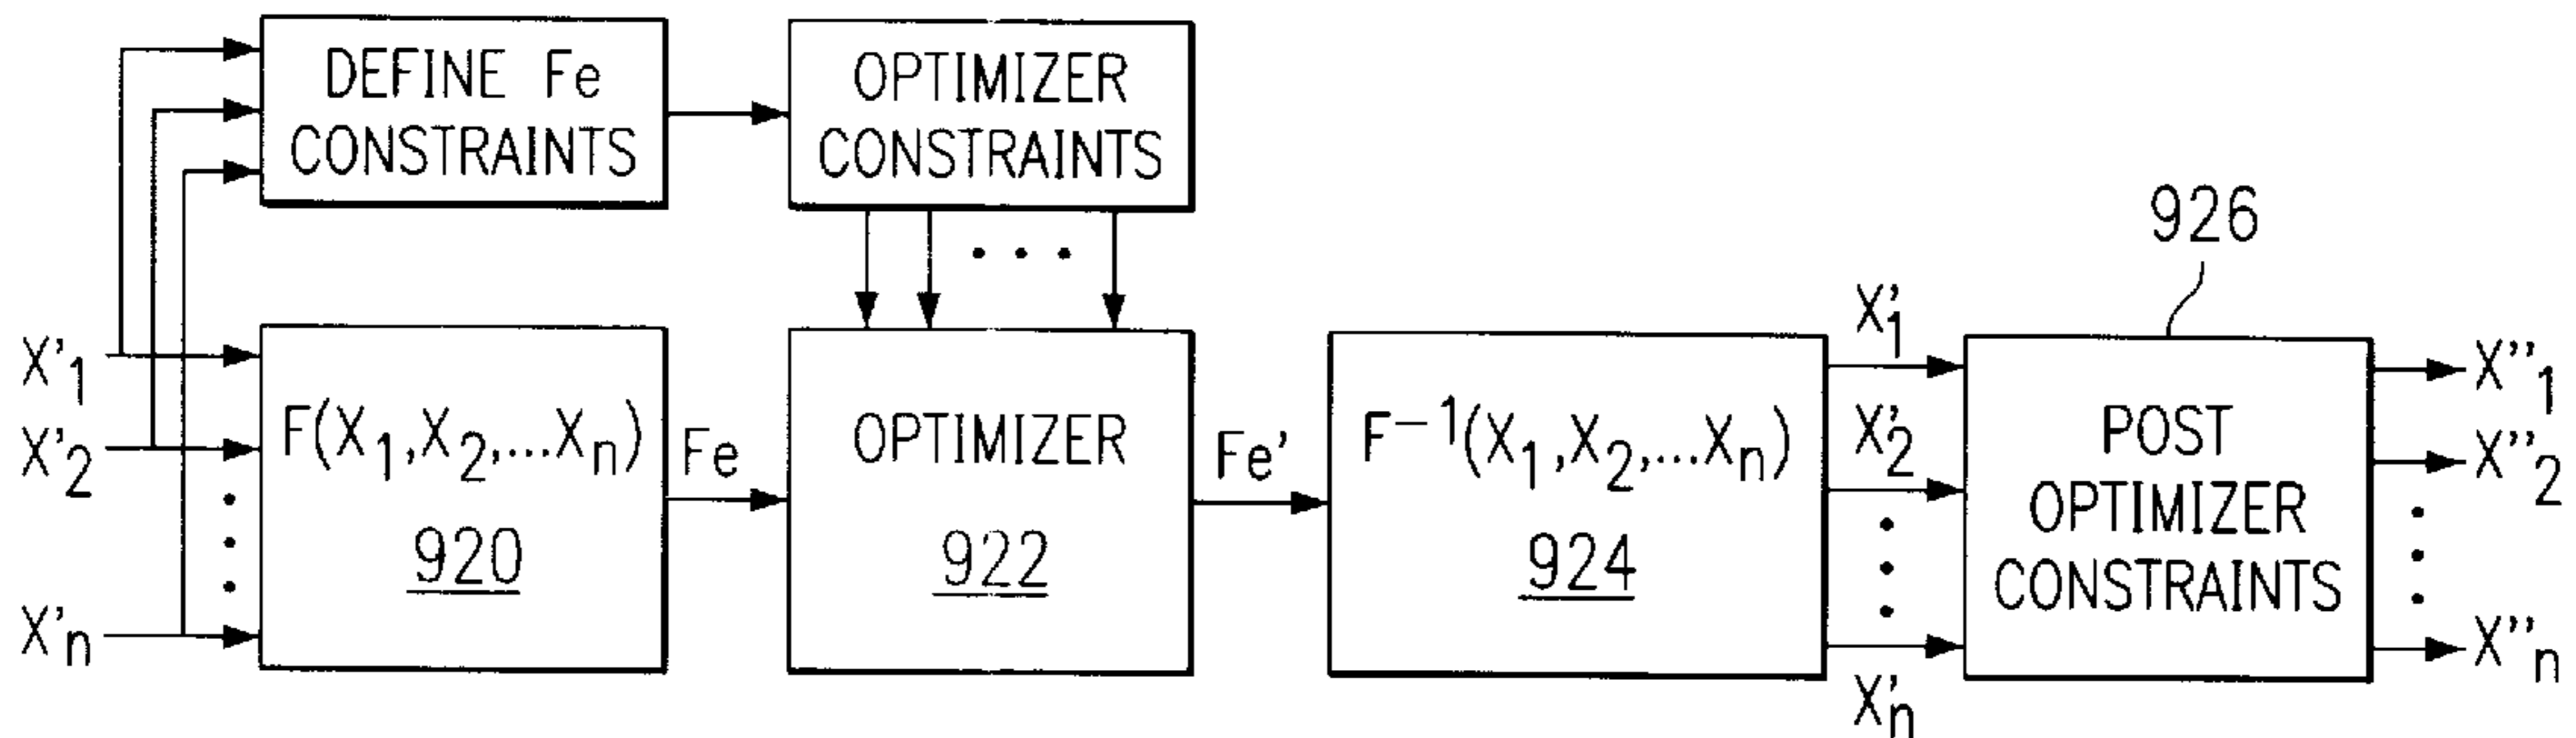 DEFINE Fe
CONSTRAINTS
OPTIMIZER
CONSTRAINTS
926
X'1
X'2
X'n
F(X1,X2,...Xn)
920
Fe
OPTIMIZER
922
Fe'
F−1(X1,X2,...Xn)
924
X'1
X'2
X'n
POST
OPTIMIZER
CONSTRAINTS
X''1
X''2
X''n